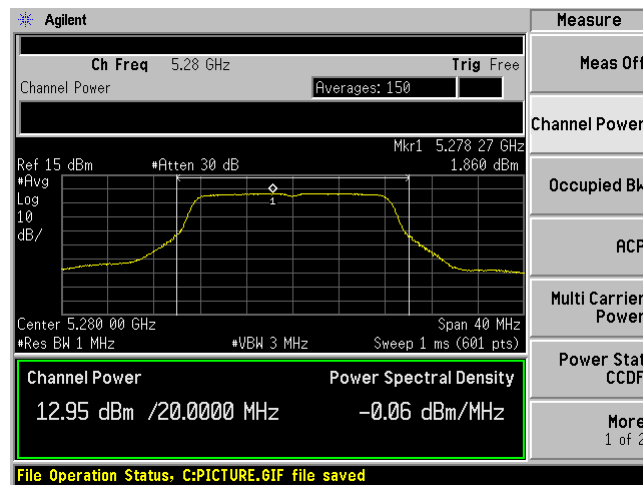 Agilent
Measure
Ch Freq 5.28 GHz
Trig Free
Channel Power
Averages: 150
Meas Off
Channel Power
Mkr1 5.278 27 GHz
Ref 15 dBm #Atten 30 dB 1.860 dBm
#Avg
Log
10
dB/
1
Occupied BW
ACP
Multi Carrier
Power
Center 5.280 00 GHz Span 40 MHz
#Res BW 1 MHz #VBW 3 MHz Sweep 1 ms (601 pts)
Channel Power
Power Spectral Density
12.95 dBm /20.0000 MHz
-0.06 dBm/MHz
Power Stat
CCDF
More
1 of 2
File Operation Status, C:PICTURE.GIF file saved